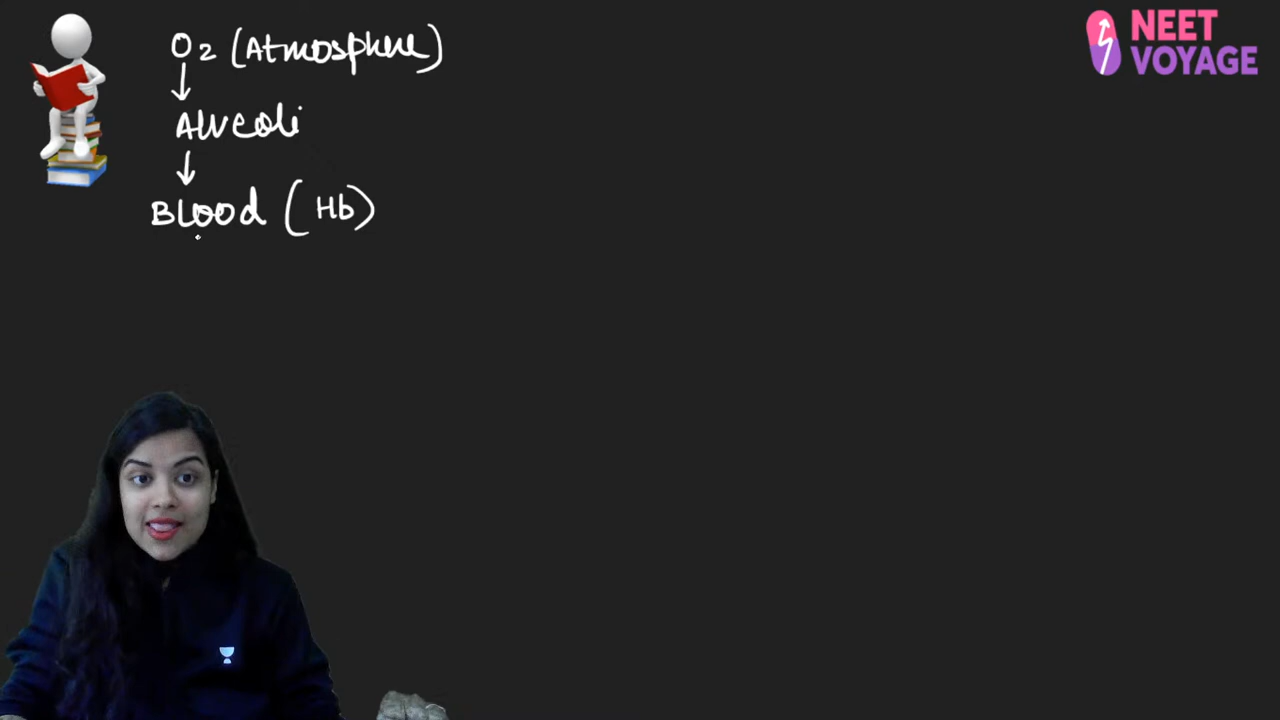 O2 (Atmosphere)
↓
Alveoli
↓
Blood (Hb)
NEET
VOYAGE